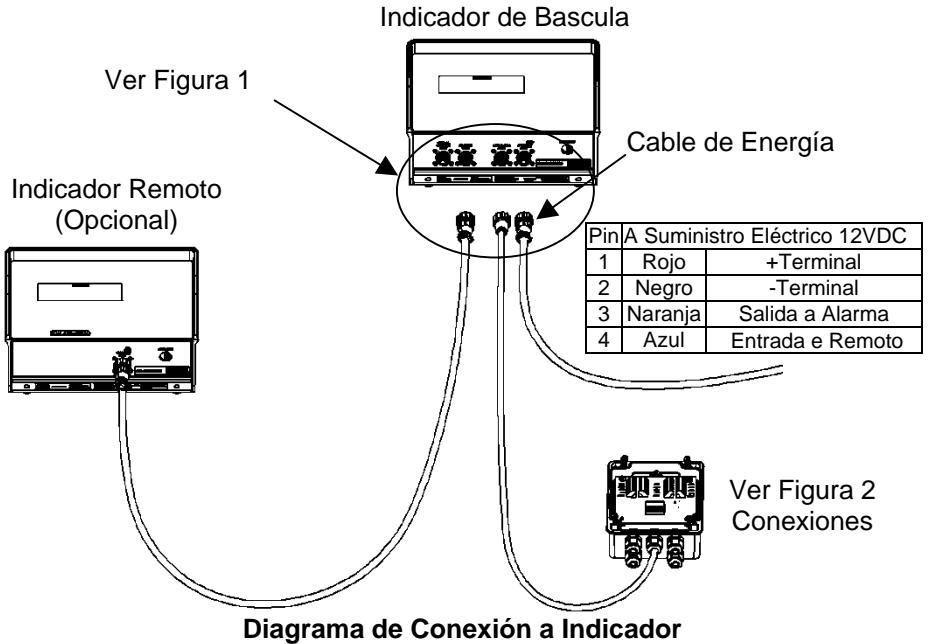 Indicador de Bascula
Ver Figura 1
Cable de Energía
Indicador Remoto
(Opcional)
Pin A Suministro Eléctrico 12VDC
1 Rojo +Terminal
2 Negro -Terminal
3 Naranja Salida a Alarma
4 Azul Entrada e Remoto
Ver Figura 2
Conexiones
Diagrama de Conexión a Indicador